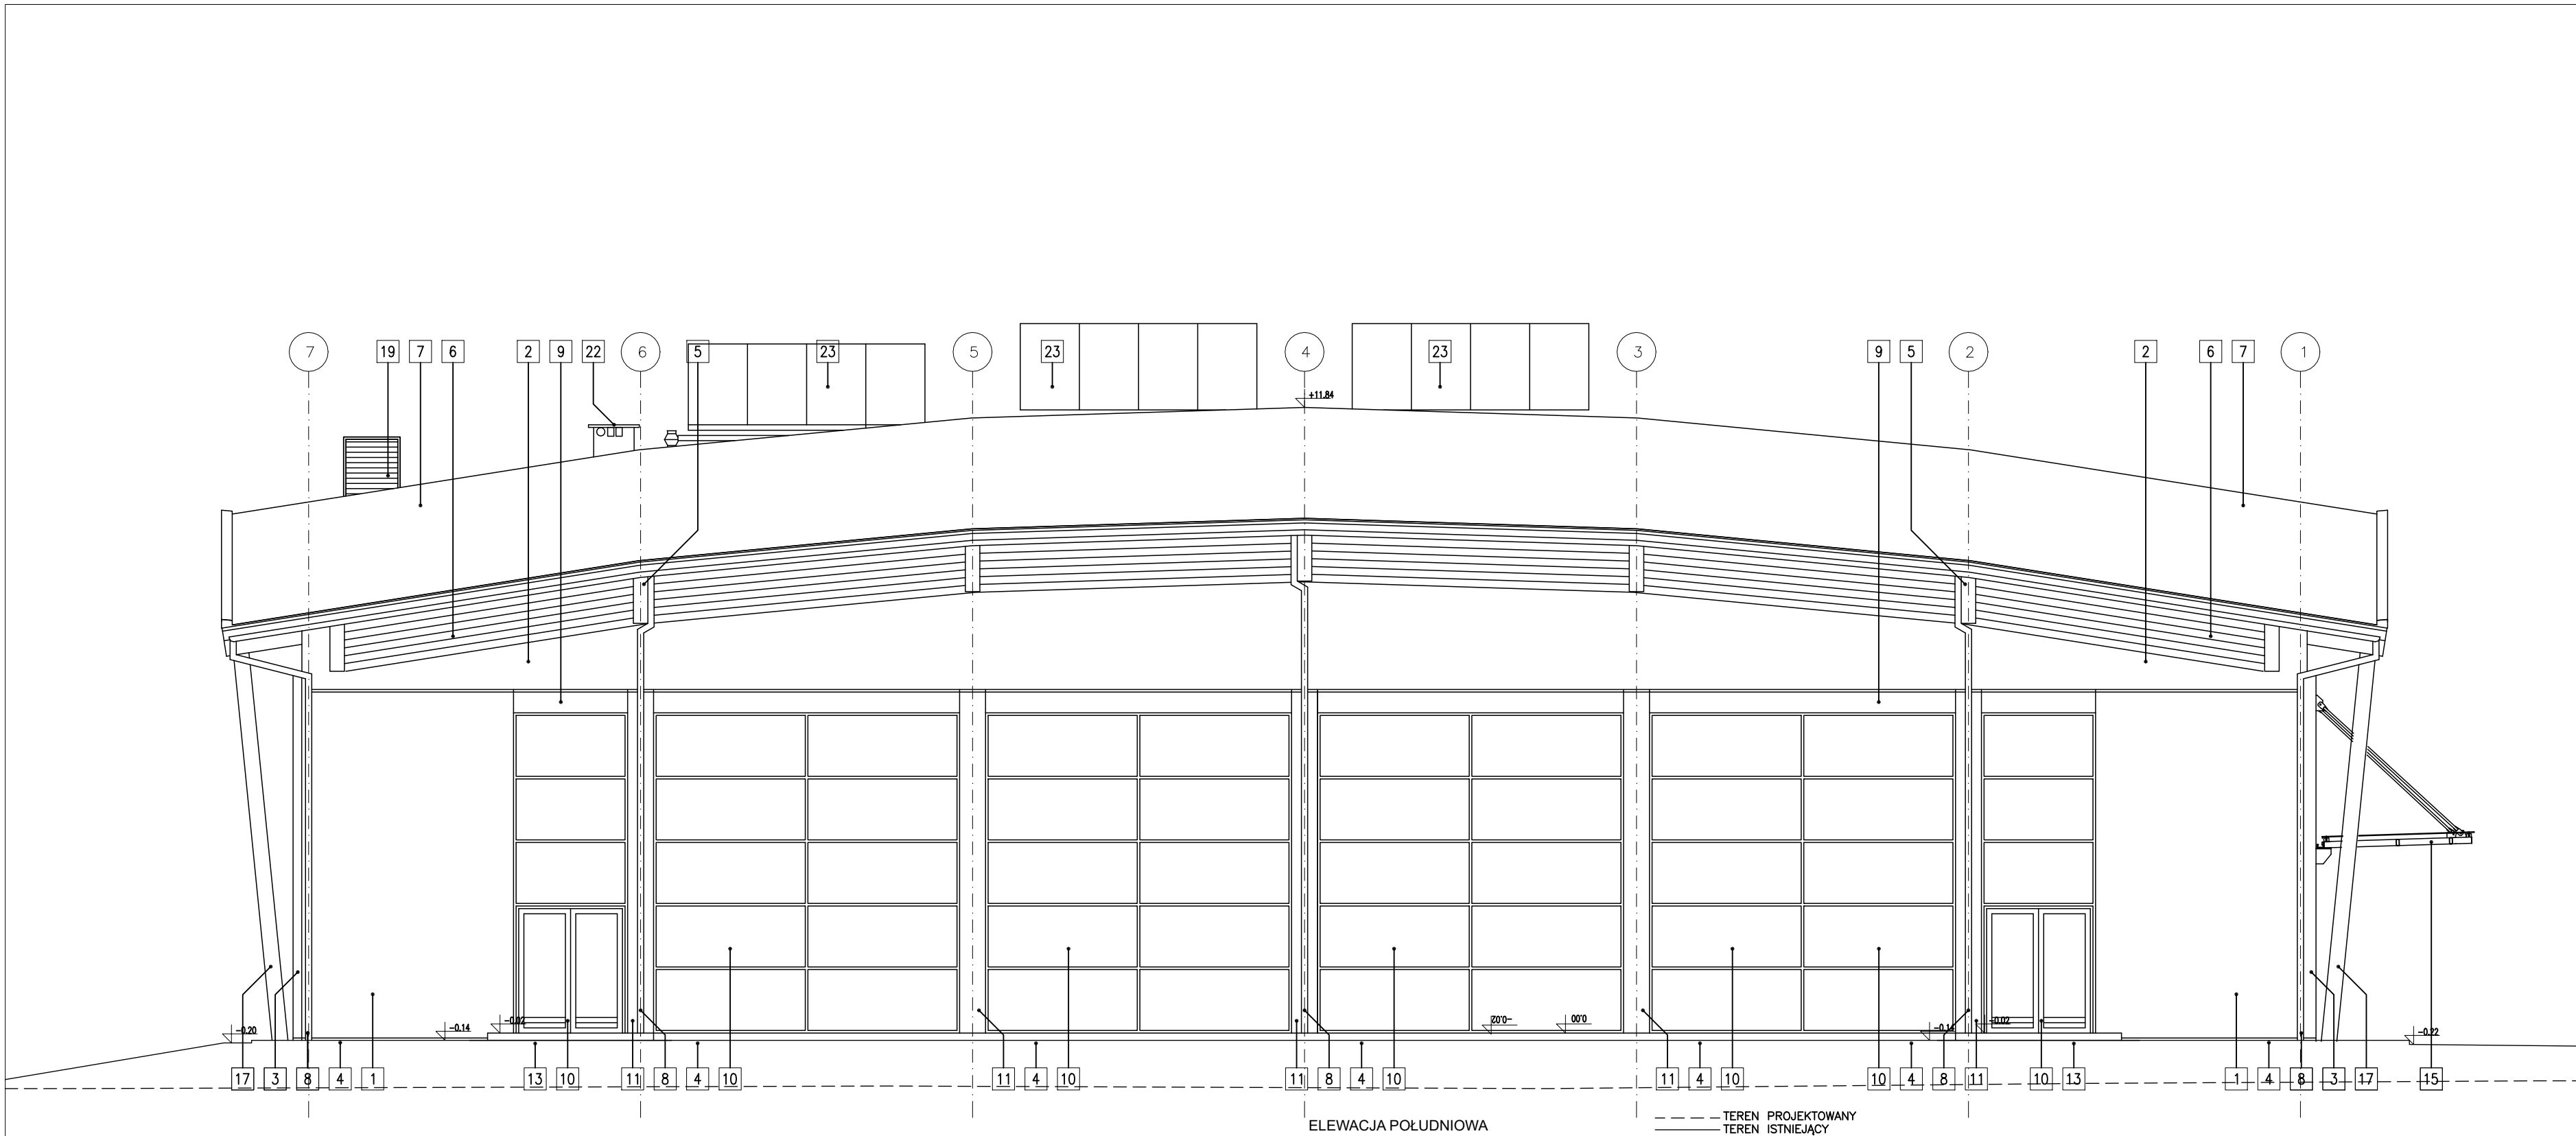 7 19 7 6 2 9 22 6 5 23 5 23 4 23 3 9 5 2 2 6 7 1
+11.84
-0.20 -0.14 -0.02 -0.02 0.00 -0.14 -0.02 -0.22
17 3 8 4 1 13 10 11 8 4 10 11 4 10 11 8 4 10 11 4 10 10 4 8 11 10 13 1 4 8 3 17 15
ELEWACJA POŁUDNIOWA
TEREN PROJEKTOWANY
TEREN ISTNIEJĄCY